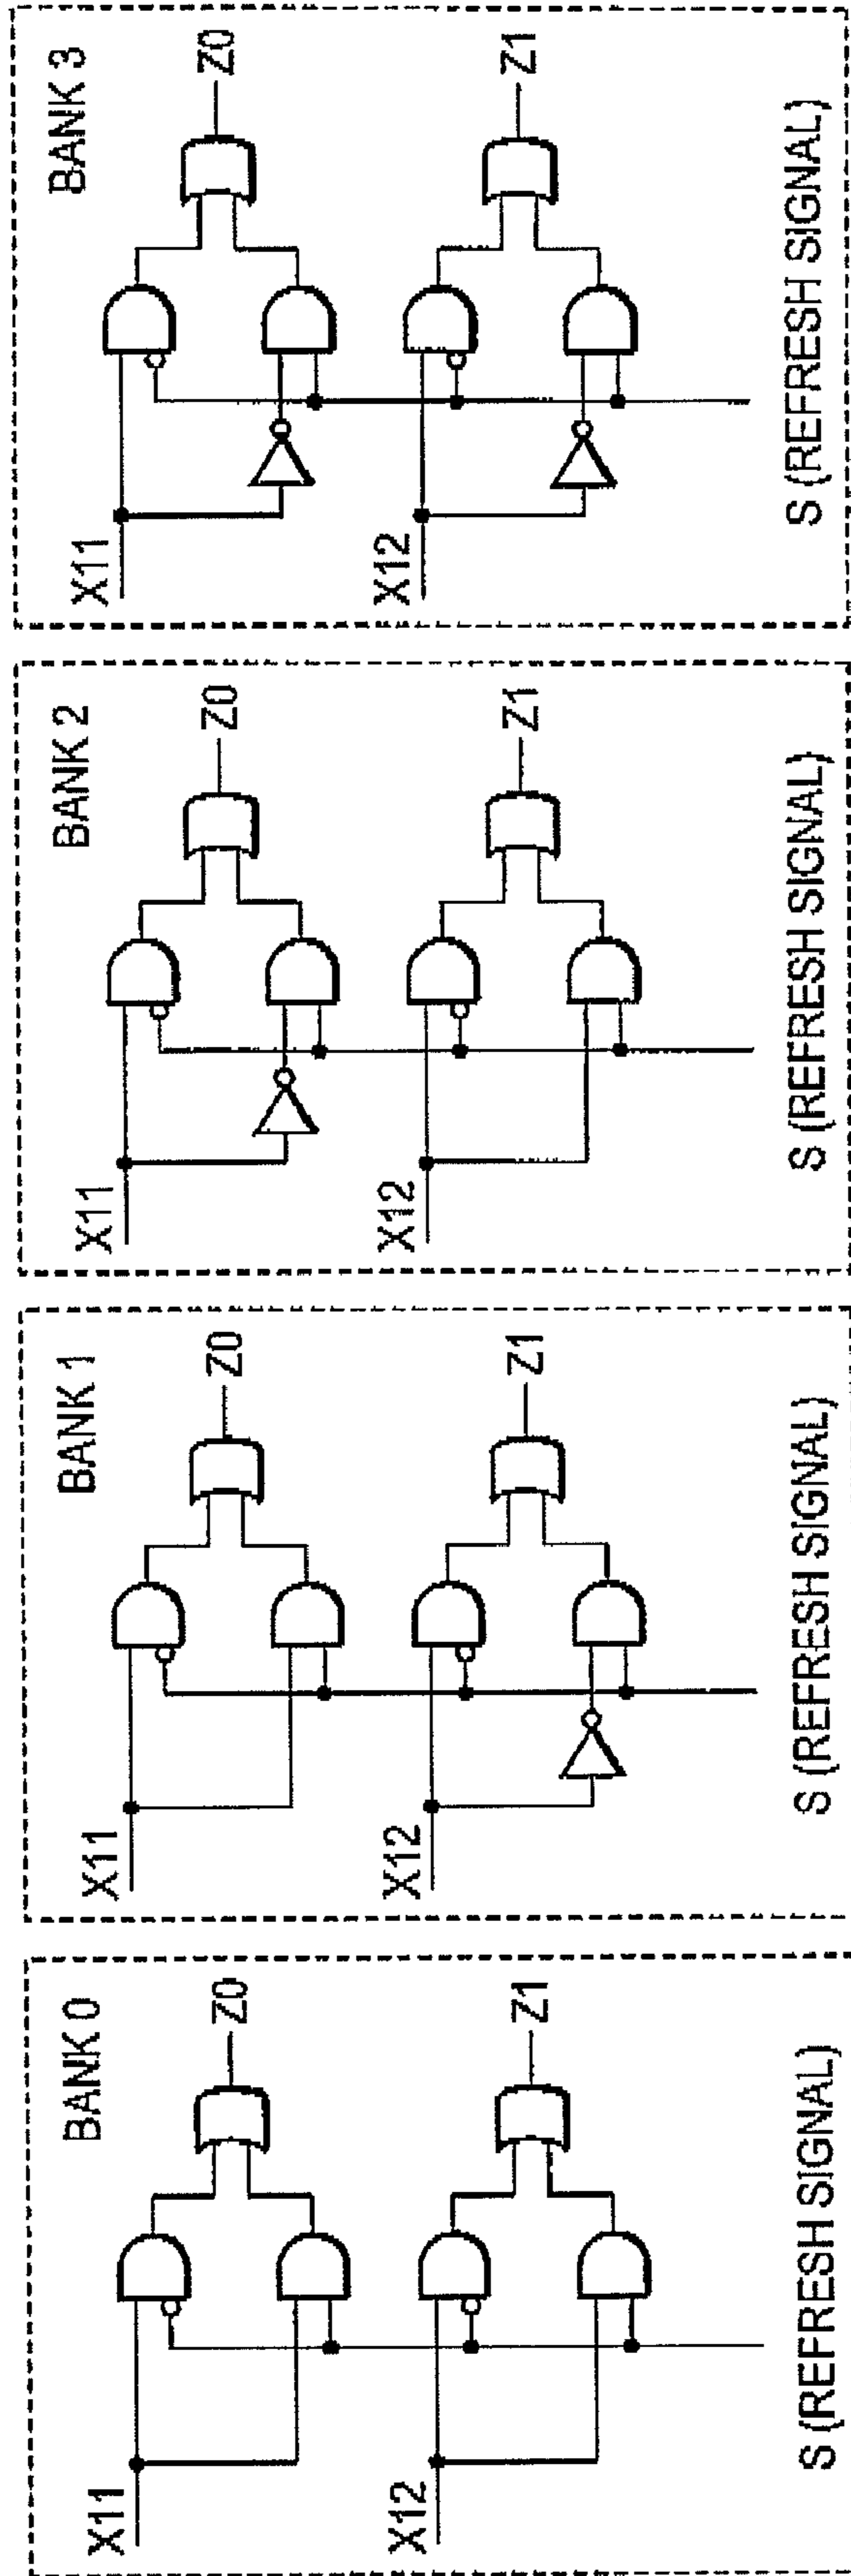 BANK 0
X11
Z0
X12
Z1
S (REFRESH SIGNAL)
BANK 1
X11
Z0
X12
Z1
S (REFRESH SIGNAL)
BANK 2
X11
Z0
X12
Z1
S (REFRESH SIGNAL)
BANK 3
X11
Z0
X12
Z1
S (REFRESH SIGNAL)